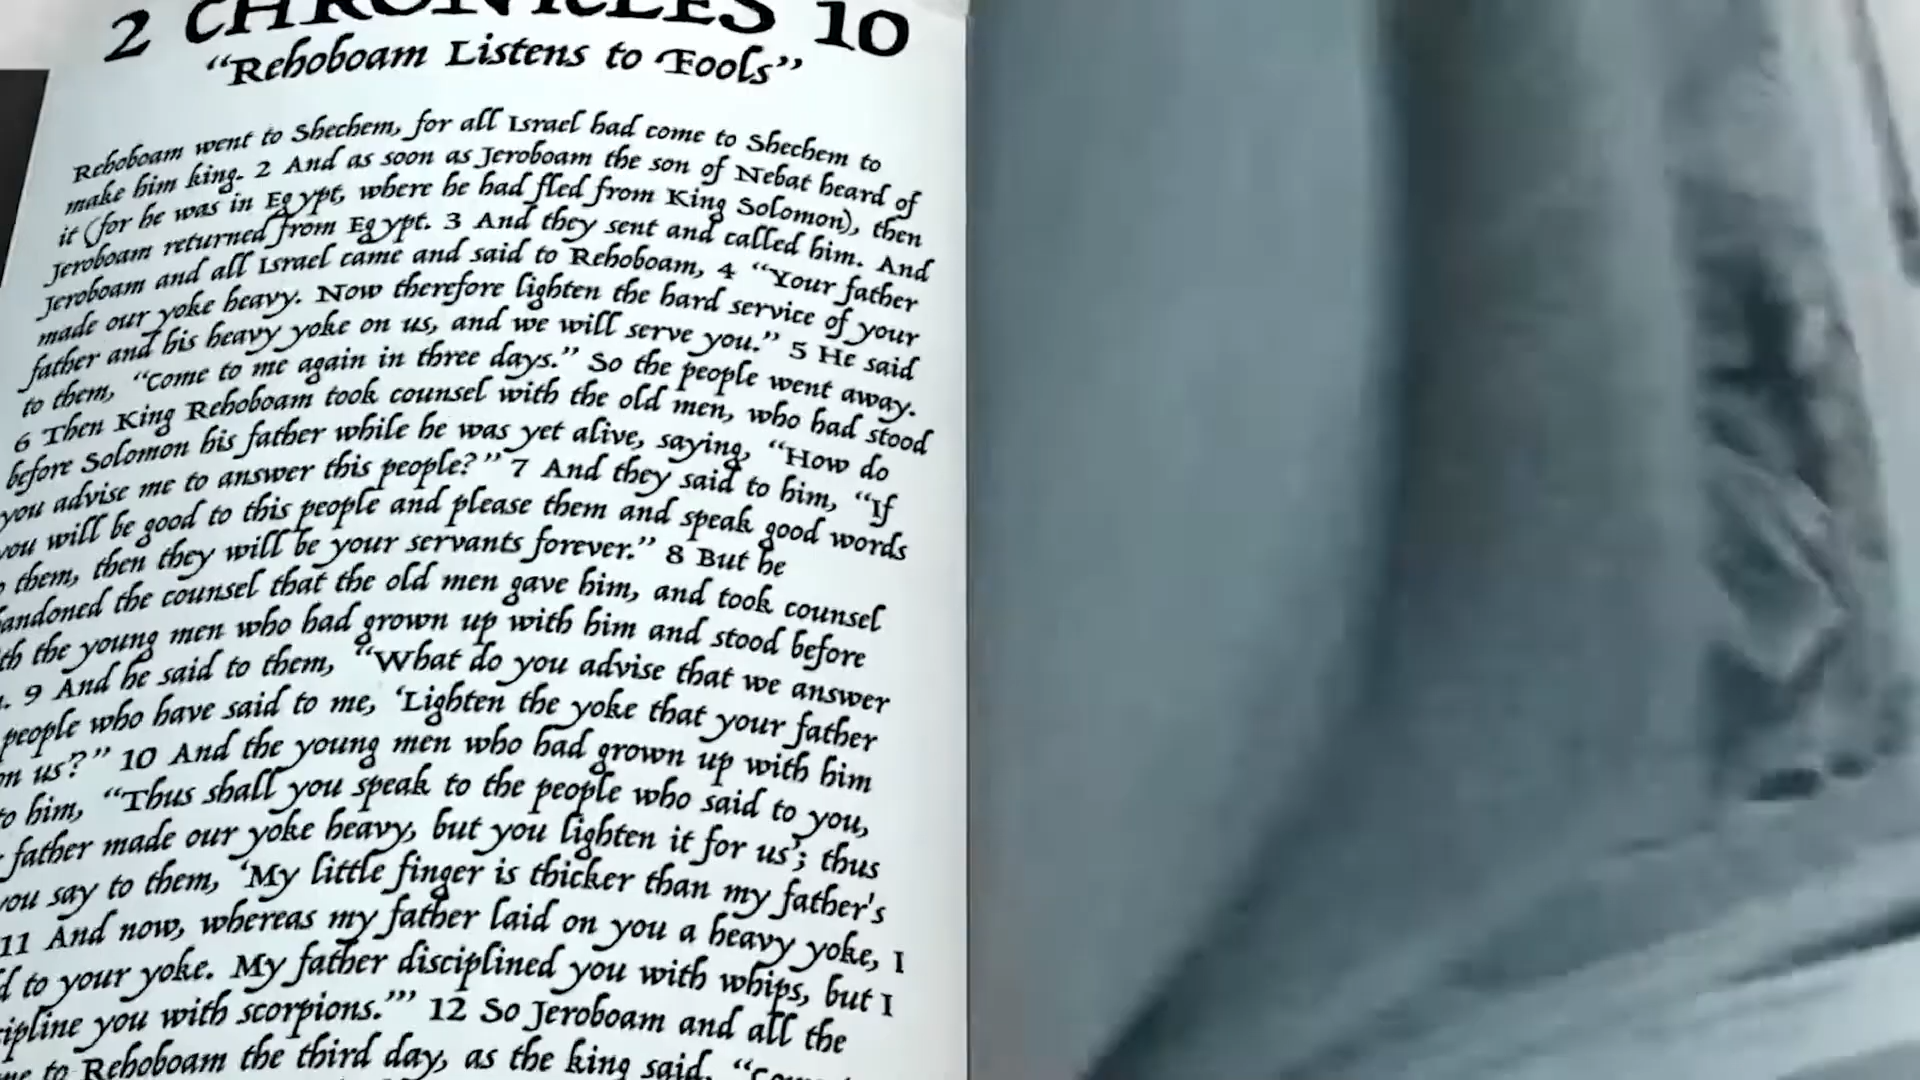 2 CHRONICLES 10
“Rehoboam Listens to Fools”
Rehoboam went to Shechem, for all Israel had come to Shechem to
make him king. 2 And as soon as Jeroboam the son of Nebat heard of
it (for he was in Egypt, where he had fled from King Solomon), then
Jeroboam returned from Egypt. 3 And they sent and called him. And
Jeroboam and all Israel came and said to Rehoboam, 4 “Your father
made our yoke heavy. Now therefore lighten the hard service of your
father and his heavy yoke on us, and we will serve you.” 5 He said
to them, “Come to me again in three days.” So the people went away.
6 Then King Rehoboam took counsel with the old men, who had stood
before Solomon his father while he was yet alive, saying, “How do
you advise me to answer this people?” 7 And they said to him, “If
you will be good to this people and please them and speak good words
them, then they will be your servants forever.” 8 But he
andoned the counsel that the old men gave him, and took counsel
th the young men who had grown up with him and stood before
. 9 And he said to them, “What do you advise that we answer
people who have said to me, ‘Lighten the yoke that your father
on us?” 10 And the young men who had grown up with him
to him, “Thus shall you speak to the people who said to you,
father made our yoke heavy, but you lighten it for us’; thus
you say to them, ‘My little finger is thicker than my father's
11 And now, whereas my father laid on you a heavy yoke, I
d to your yoke. My father disciplined you with whips, but I
cipline you with scorpions.’” 12 So Jeroboam and all the
me to Rehoboam the third day, as the king said,